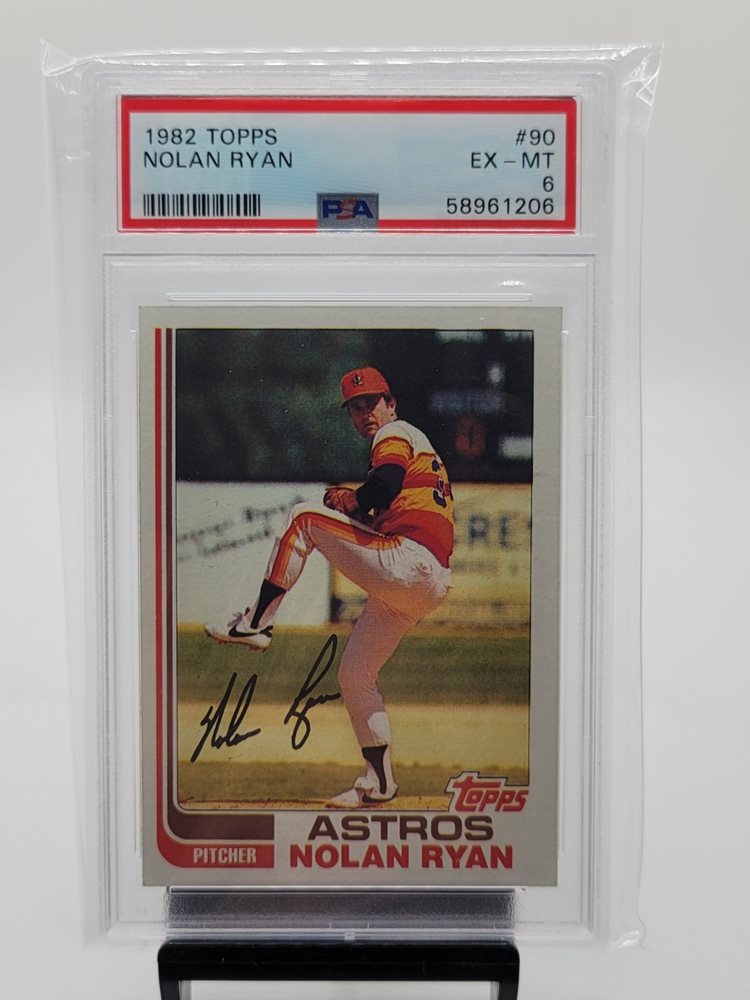 1982 TOPPS #90
NOLAN RYAN EX - MT
6
PSA 58961206
Nolan Ryan
TOPPS
ASTROS
PITCHER NOLAN RYAN